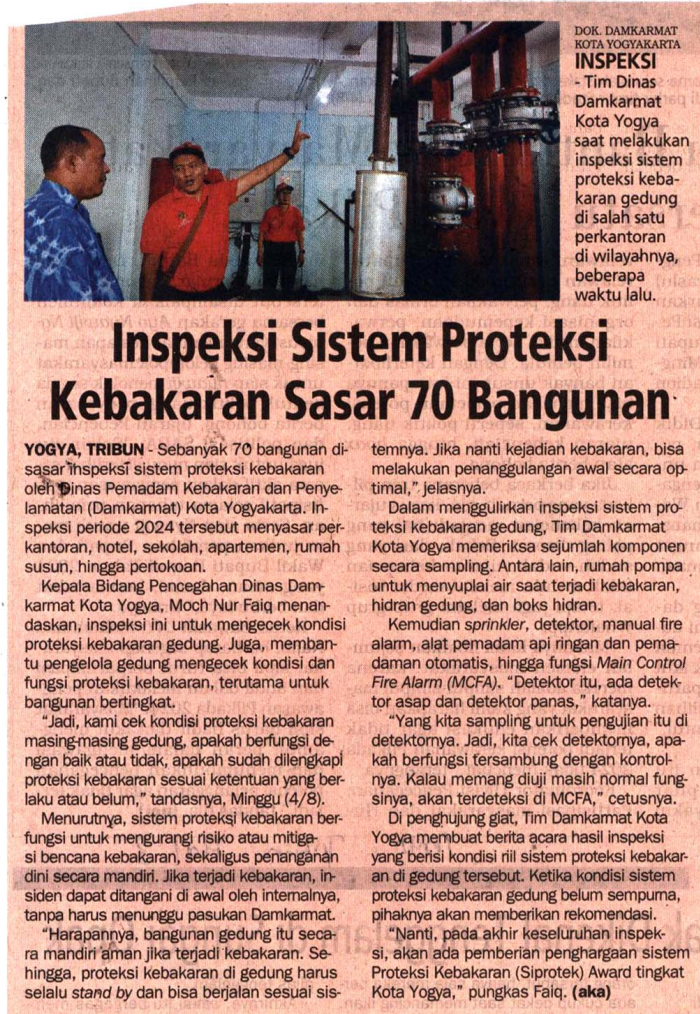 DOK. DAMKARMAT
KOTA YOGYAKARTA
INSPEKSI
- Tim Dinas
Damkarmat
Kota Yogya
saat melakukan
inspeksi sistem
proteksi keba-
karan gedung
di salah satu
perkantoran
di wilayahnya,
beberapa
waktu lalu.
Inspeksi Sistem Proteksi
Kebakaran Sasar 70 Bangunan
YOGYA, TRIBUN - Sebanyak 70 bangunan di-
sasar inspeksi sistem proteksi kebakaran
oleh Dinas Pemadam Kebakaran dan Penye-
lamatan (Damkarmat) Kota Yogyakarta. In-
speksi periode 2024 tersebut menyasar per-
kantoran, hotel, sekolah, apartemen, rumah
susun, hingga pertokoan.
Kepala Bidang Pencegahan Dinas Dam-
karmat Kota Yogya, Moch Nur Faiq menan-
daskan, inspeksi ini untuk mengecek kondisi
proteksi kebakaran gedung. Juga, memban-
tu pengelola gedung mengecek kondisi dan
fungsi proteksi kebakaran, terutama untuk
bangunan bertingkat.
“Jadi, kami cek kondisi proteksi kebakaran
masing-masing gedung, apakah berfungsi de-
ngan baik atau tidak, apakah sudah dilengkapi
proteksi kebakaran sesuai ketentuan yang ber-
laku atau belum,” tandasnya, Minggu (4/8).
Menurutnya, sistem proteksi kebakaran ber-
fungsi untuk mengurangi risiko atau mitiga-
si bencana kebakaran, sekaligus penanganan
dini secara mandiri. Jika terjadi kebakaran, in-
siden dapat ditangani di awal oleh internalnya,
tanpa harus menunggu pasukan Damkarmat.
“Harapannya, bangunan gedung itu seca-
ra mandiri aman jika terjadi kebakaran. Se-
hingga, proteksi kebakaran di gedung harus
selalu stand by dan bisa berjalan sesuai sis-
temnya. Jika nanti kejadian kebakaran, bisa
melakukan penanggulangan awal secara op-
timal,” jelasnya.
Dalam menggulirkan inspeksi sistem pro-
teksi kebakaran gedung, Tim Damkarmat
Kota Yogya memeriksa sejumlah komponen
secara sampling. Antara lain, rumah pompa
untuk menyuplai air saat terjadi kebakaran,
hidran gedung, dan boks hidran.
Kemudian sprinkler, detektor, manual fire
alarm, alat pemadam api ringan dan pema-
daman otomatis, hingga fungsi Main Control
Fire Alarm (MCFA). “Detektor itu, ada detek-
tor asap dan detektor panas,” katanya.
“Yang kita sampling untuk pengujian itu di
detektornya. Jadi, kita cek detektornya, apa-
kah berfungsi tersambung dengan kontrol-
nya. Kalau memang diuji masih normal fung-
sinya, akan terdeteksi di MCFA,” cetusnya.
Di penghujung giat, Tim Damkarmat Kota
Yogya membuat berita acara hasil inspeksi
yang berisi kondisi riil sistem proteksi kebakar-
an di gedung tersebut. Ketika kondisi sistem
proteksi kebakaran gedung belum sempurna,
pihaknya akan memberikan rekomendasi.
“Nanti, pada akhir keseluruhan inspek-
si, akan ada pemberian penghargaan sistem
Proteksi Kebakaran (Siprotek) Award tingkat
Kota Yogya,” pungkas Faiq. (aka)